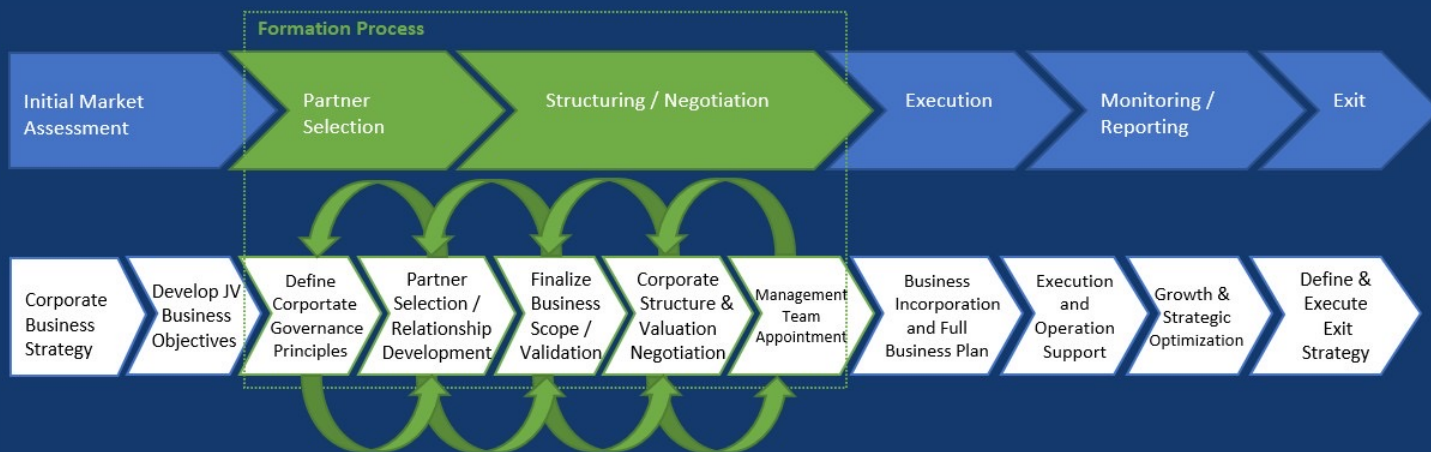 Formation Process
Initial Market
Assessment
Partner
Selection
Structuring / Negotiation
Execution
Monitoring /
Reporting
Exit
Corporate
Business
Strategy
Develop JV
Business
Objectives
Define
Corportate
Governance
Principles
Partner
Selection /
Relationship
Development
Finalize
Business
Scope /
Validation
Corporate
Structure &
Valuation
Negotiation
Management
Team
Appointment
Business
Incorporation
and Full
Business Plan
Execution
and
Operation
Support
Growth &
Strategic
Optimization
Define &
Execute
Exit
Strategy